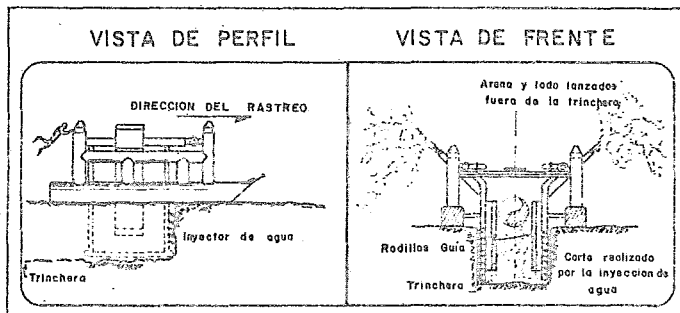 VISTA DE PERFIL
DIRECCION DEL RASTREO
Inyector de agua
Trinchera
VISTA DE FRENTE
Arena y lodo lanzados
fuera de la trinchera
Rodillos Guía
Trinchera
Corte realizado
por la inyeccion de
agua